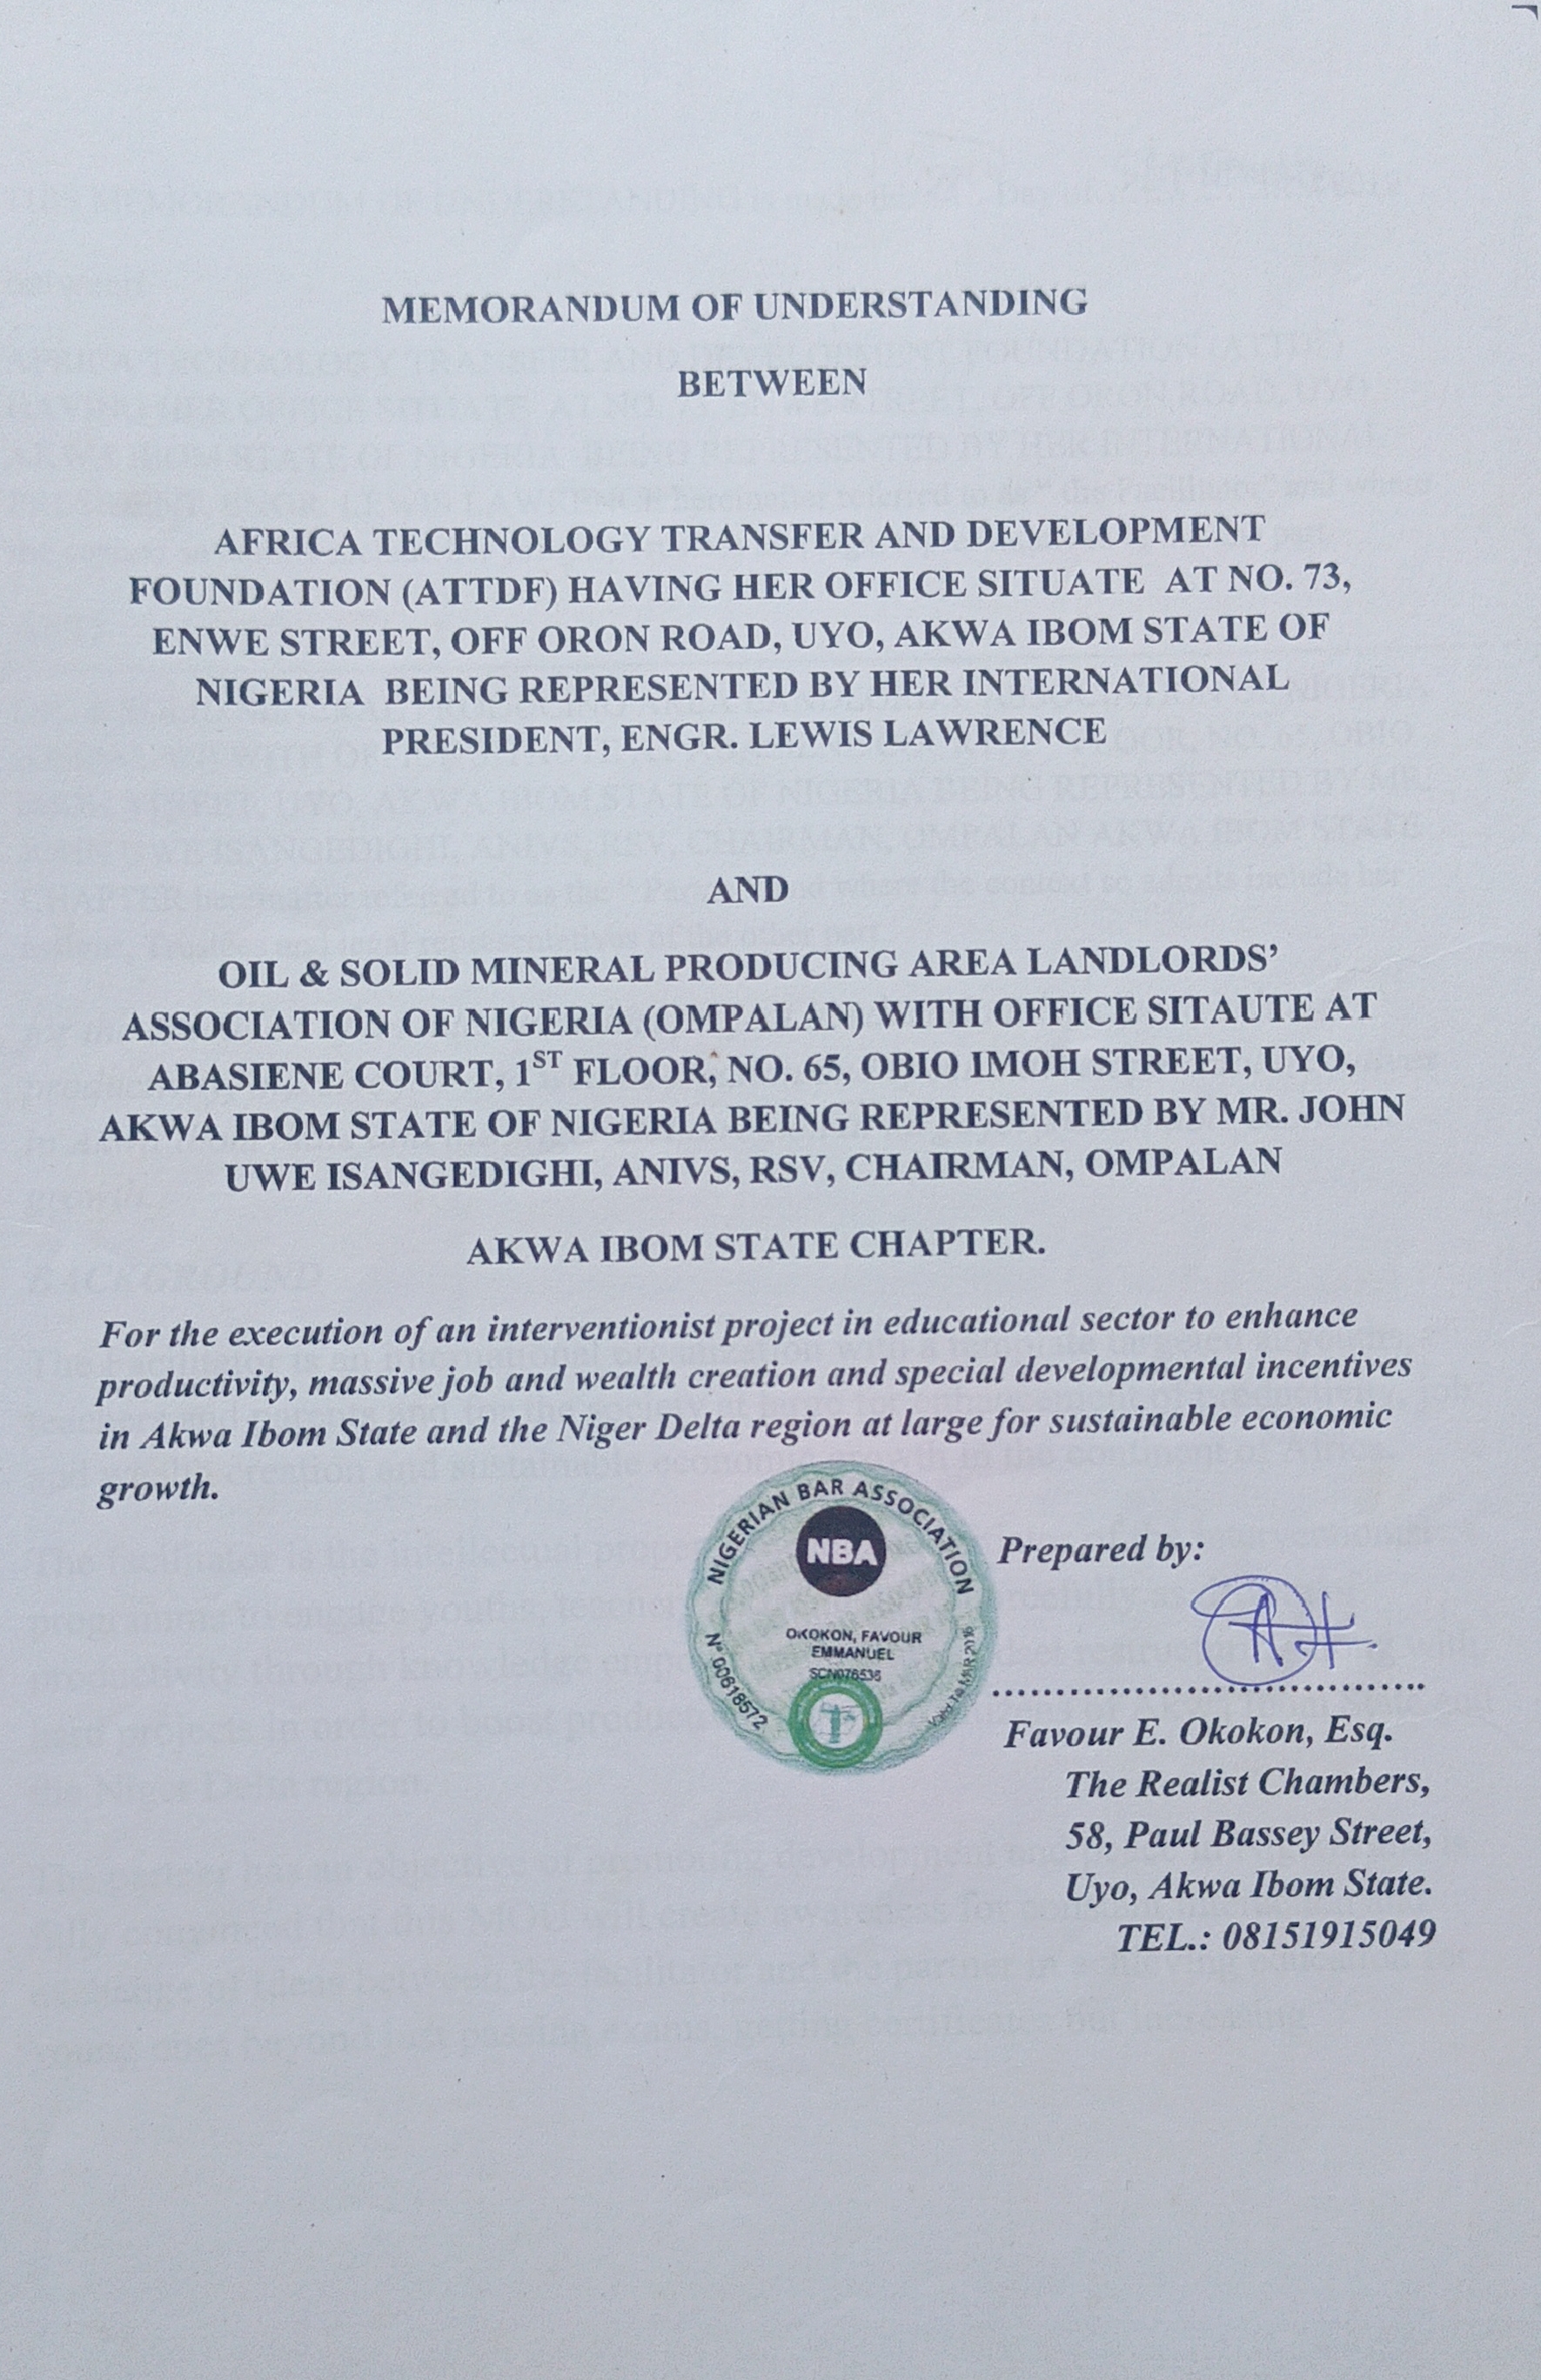 MEMORANDUM OF UNDERSTANDING
BETWEEN
AFRICA TECHNOLOGY TRANSFER AND DEVELOPMENT
FOUNDATION (ATTDF) HAVING HER OFFICE SITUATE AT NO. 73,
ENWE STREET, OFF ORON ROAD, UYO, AKWA IBOM STATE OF
NIGERIA BEING REPRESENTED BY HER INTERNATIONAL
PRESIDENT, ENGR. LEWIS LAWRENCE
AND
OIL & SOLID MINERAL PRODUCING AREA LANDLORDS’
ASSOCIATION OF NIGERIA (OMPALAN) WITH OFFICE SITAUTE AT
ABASIENE COURT, 1ST FLOOR, NO. 65, OBIO IMOH STREET, UYO,
AKWA IBOM STATE OF NIGERIA BEING REPRESENTED BY MR. JOHN
UWE ISANGEDIGHI, ANIVS, RSV, CHAIRMAN, OMPALAN
AKWA IBOM STATE CHAPTER.
For the execution of an interventionist project in educational sector to enhance
productivity, massive job and wealth creation and special developmental incentives
in Akwa Ibom State and the Niger Delta region at large for sustainable economic
growth.
NIGERIAN BAR ASSOCIATION
NBA
OKOKON, FAVOUR
EMMANUEL
SCN076536
N° 00618572
Prepared by:
Favour E. Okokon, Esq.
The Realist Chambers,
58, Paul Bassey Street,
Uyo, Akwa Ibom State.
TEL.: 08151915049